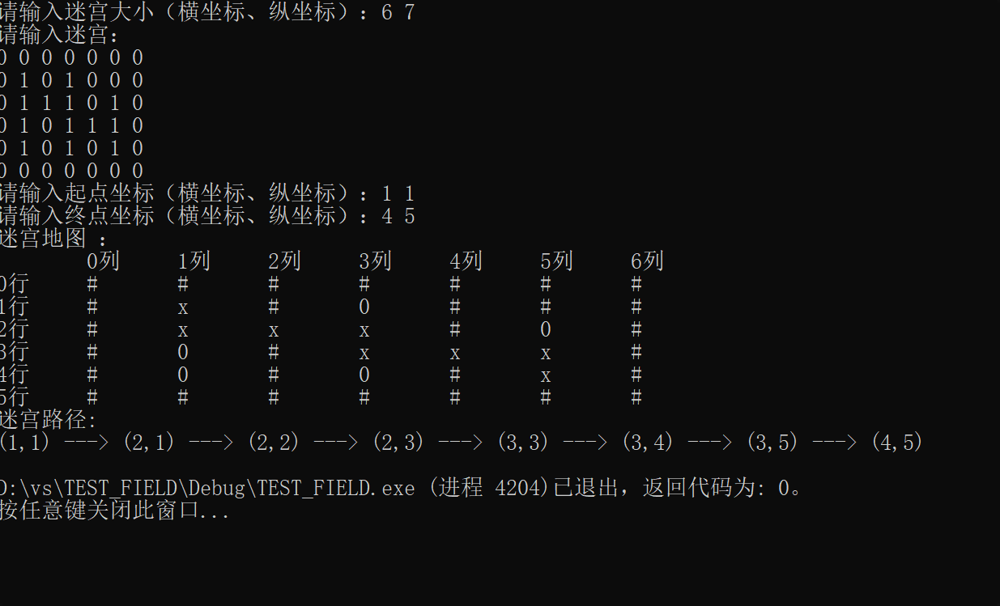 请输入迷宫大小（横坐标、纵坐标）：6 7
请输入迷宫：
0 0 0 0 0 0 0
0 1 0 1 0 0 0
0 1 1 1 0 1 0
0 1 0 1 1 1 0
0 1 0 1 0 1 0
0 0 0 0 0 0 0
请输入起点坐标（横坐标、纵坐标）：1 1
请输入终点坐标（横坐标、纵坐标）：4 5
迷宫地图 ：
0列 1列 2列 3列 4列 5列 6列
0行 # # # # # # #
1行 # x # 0 # # #
2行 # x x x # 0 #
3行 # 0 # x x x #
4行 # 0 # 0 # x #
5行 # # # # # # #
迷宫路径:
(1,1) ---> (2,1) ---> (2,2) ---> (2,3) ---> (3,3) ---> (3,4) ---> (3,5) ---> (4,5)
D:\vs\TEST_FIELD\Debug\TEST_FIELD.exe (进程 4204)已退出，返回代码为: 0。
按任意键关闭此窗口...